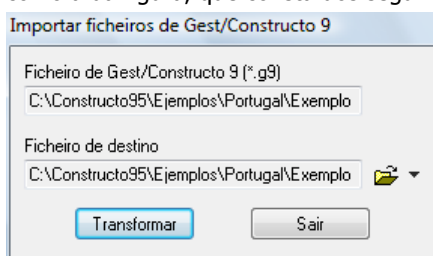 Importar ficheiros de Gest/Constructo 9
Ficheiro de Gest/Constructo 9 (*.g9)
C:\Constructo95\Ejemplos\Portugal\Exemplo
Ficheiro de destino
C:\Constructo95\Ejemplos\Portugal\Exemplo
Transformar
Sair